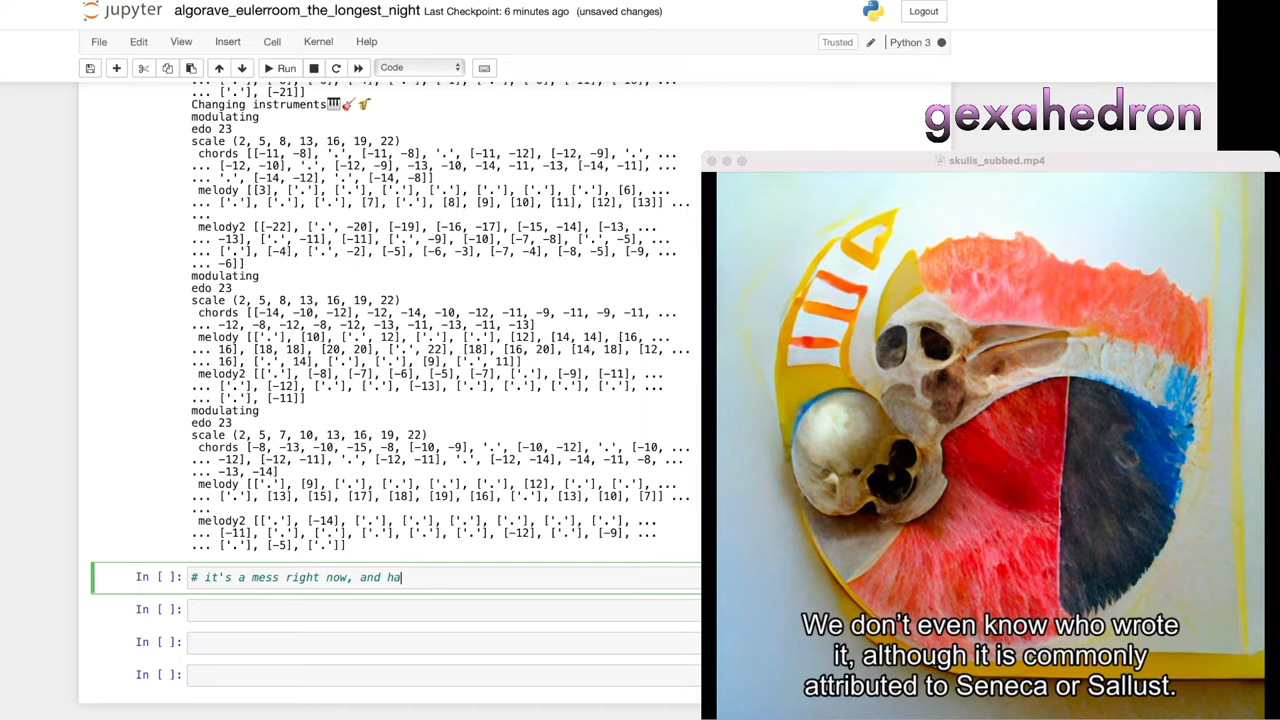 jupyter algorave_eulerroom_the_longest_night Last Checkpoint: 6 minutes ago (unsaved changes) Logout
File Edit View Insert Cell Kernel Help Trusted Python 3
Run Code
... ['.'], [-21]]
Changing instruments🎹🎸🎷
modulating
edo 23
scale (2, 5, 8, 13, 16, 19, 22)
chords [[-11, -8], '.', [-11, -8], '.', [-11, -12], [-12, -9], '.', ...
... [-12, -10], '.', [-12, -9], -13, -10, -14, -11, -13, [-14, -11], ...
... '.', [-14, -12], '.', [-14, -8]]
melody [[3], ['.'], ['.'], ['.'], ['.'], ['.'], ['.'], [6], ...
... ['.'], ['.'], ['.'], [7], ['.'], [8], [9], [10], [11], [12], [13]] ...
...
melody2 [[-22], ['.', -20], [-19], [-16, -17], [-15, -14], [-13, ...
... -13], ['.', -11], [-11], ['.', -9], [-10], [-7, -8], ['.', -5], ...
... [-4], ['.', -2], [-5], [-6, -3], [-7, -4], [-8, -5], [-9, ...
... -6]]
modulating
edo 23
scale (2, 5, 8, 13, 16, 19, 22)
chords [[-14, -10, -12], -12, -14, -10, -12, -11, -9, -11, -9, -11, ...
... -12, -8, -12, -8, -12, -13, -11, -13, -11, -13]
melody [['.'], [10], ['.', 12], ['.'], ['.'], [12], [14, 14], [16, ...
... 16], [18, 18], [20, 20], ['.', 22], [18], [16, 20], [14, 18], [12, ...
... 16], ['.', 14], ['.'], ['.'], [9], ['.', 11]]
melody2 [['.'], [-8], [-7], [-6], [-5], [-7], ['.'], [-9], [-11], ...
... ['.'], [-12], ['.'], ['.'], [-13], ['.'], ['.'], ['.'], ['.'], ...
... ['.'], [-11]]
modulating
edo 23
scale (2, 5, 7, 10, 13, 16, 19, 22)
chords [-8, -13, -10, -15, -8, [-10, -9], '.', [-10, -12], '.', [-10, ...
... -12], [-12, -11], '.', [-12, -11], '.', [-12, -14], -14, -11, -8, ...
... -13, -14]
melody [['.'], [9], ['.'], ['.'], ['.'], ['.'], [12], ['.'], ['.'], ...
... ['.'], [13], [15], [17], [18], [19], [16], ['.'], [13], [10], [7]] ...
...
melody2 [['.'], [-14], ['.'], ['.'], ['.'], ['.'], ['.'], ['.'], ...
... [-11], ['.'], ['.'], ['.'], ['.'], ['.'], [-12], ['.'], [-9], ...
... ['.'], [-5], ['.']]
In [ ]: # it's a mess right now, and ha
In [ ]:
In [ ]:
In [ ]:
gexahedron
skulls_subbed.mp4
We don't even know who wrote
it, although it is commonly
attributed to Seneca or Sallust.